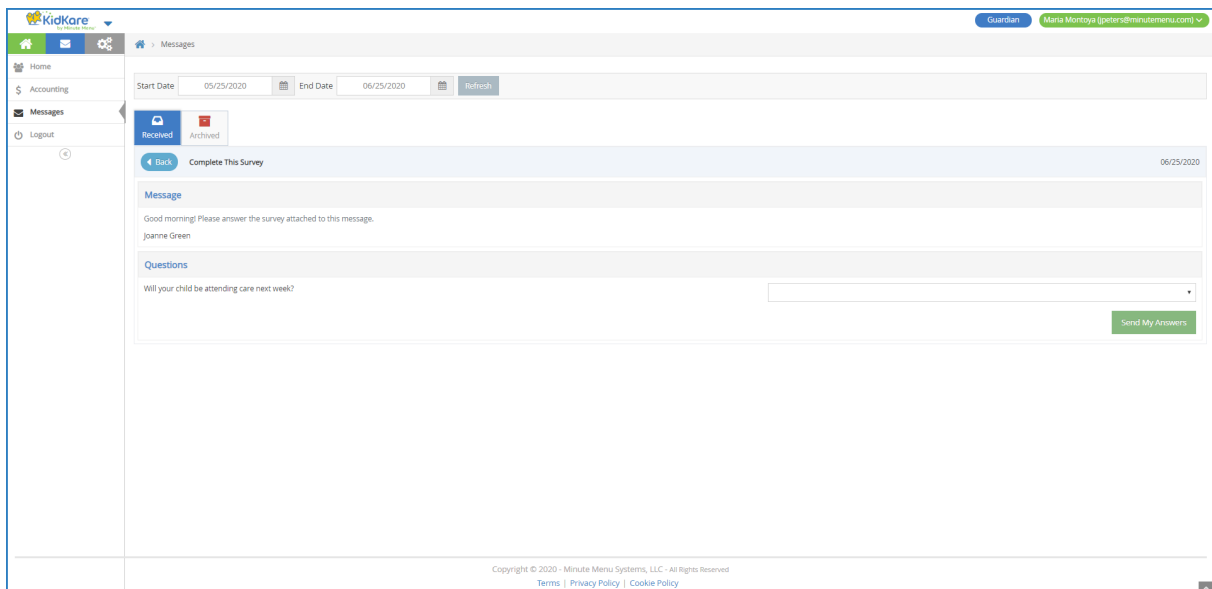 KidKare
by Minute Menu
Guardian
Maria Montoya (jpeters@minutemenu.com)
Messages
Home
Accounting
Messages
Logout
Start Date 05/25/2020 End Date 06/25/2020 Refresh
Received Archived
Back Complete This Survey 06/25/2020
Message
Good morning! Please answer the survey attached to this message.
Joanne Green
Questions
Will your child be attending care next week?
Send My Answers
Copyright © 2020 - Minute Menu Systems, LLC - All Rights Reserved
Terms | Privacy Policy | Cookie Policy